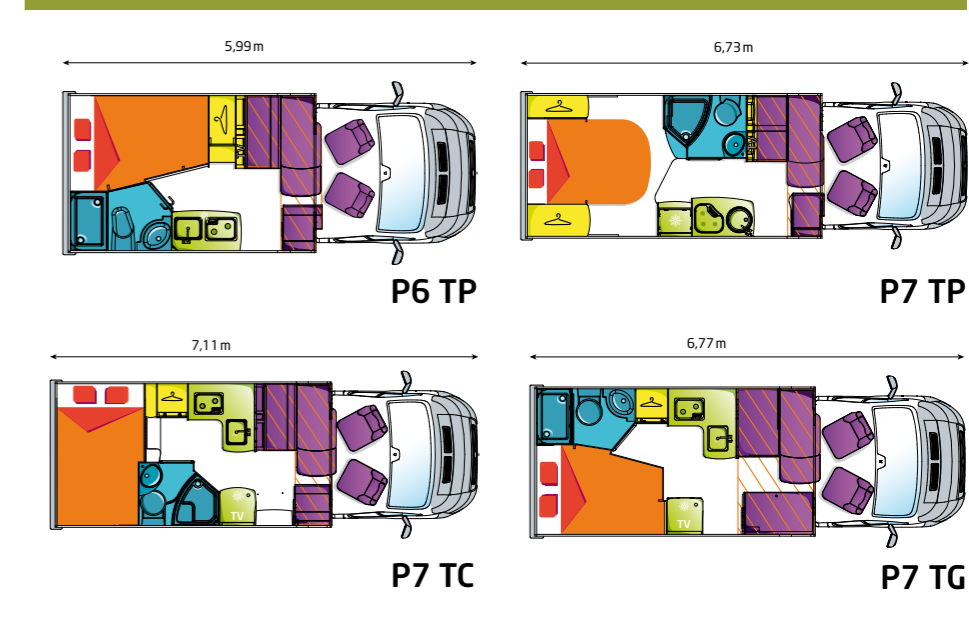 5,99 m
6,73 m
P6 TP
P7 TP
7,11 m
6,77 m
TV
TV
P7 TC
P7 TG